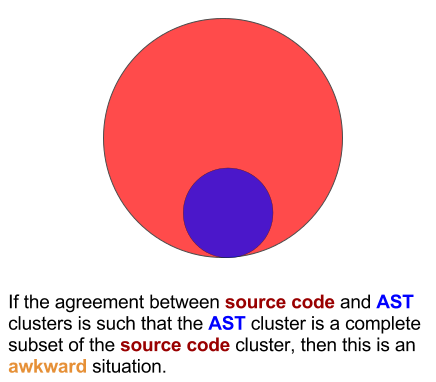 If the agreement between source code and AST
clusters is such that the AST cluster is a complete
subset of the source code cluster, then this is an
awkward situation.